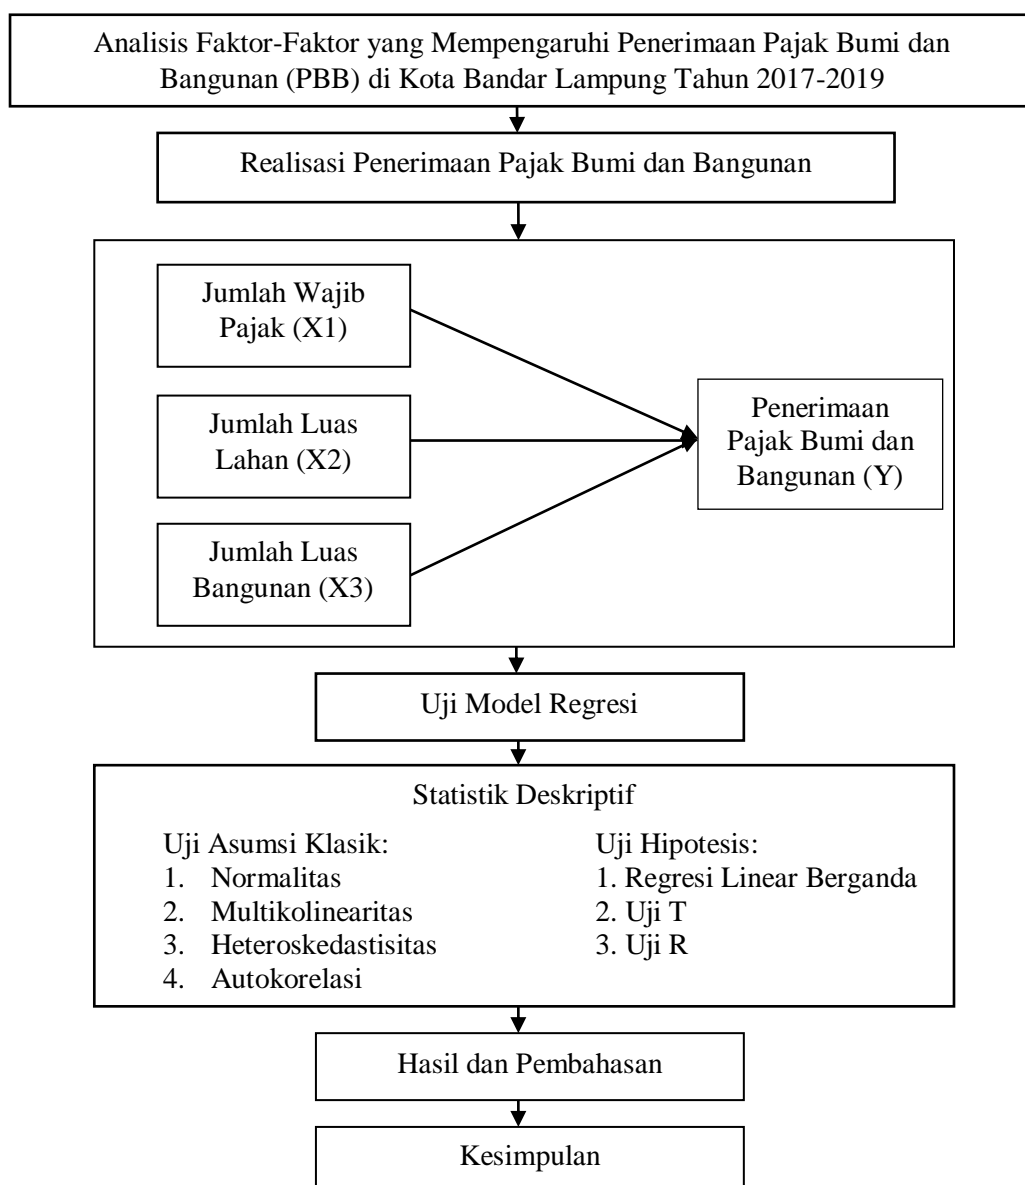 Analisis Faktor-Faktor yang Mempengaruhi Penerimaan Pajak Bumi dan
Bangunan (PBB) di Kota Bandar Lampung Tahun 2017-2019
Realisasi Penerimaan Pajak Bumi dan Bangunan
Jumlah Wajib
Pajak (X1)
Jumlah Luas
Lahan (X2)
Jumlah Luas
Bangunan (X3)
Penerimaan
Pajak Bumi dan
Bangunan (Y)
Uji Model Regresi
Statistik Deskriptif
Uji Asumsi Klasik:
1. Normalitas
2. Multikolinearitas
3. Heteroskedastisitas
4. Autokorelasi
Uji Hipotesis:
1. Regresi Linear Berganda
2. Uji T
3. Uji R
Hasil dan Pembahasan
Kesimpulan